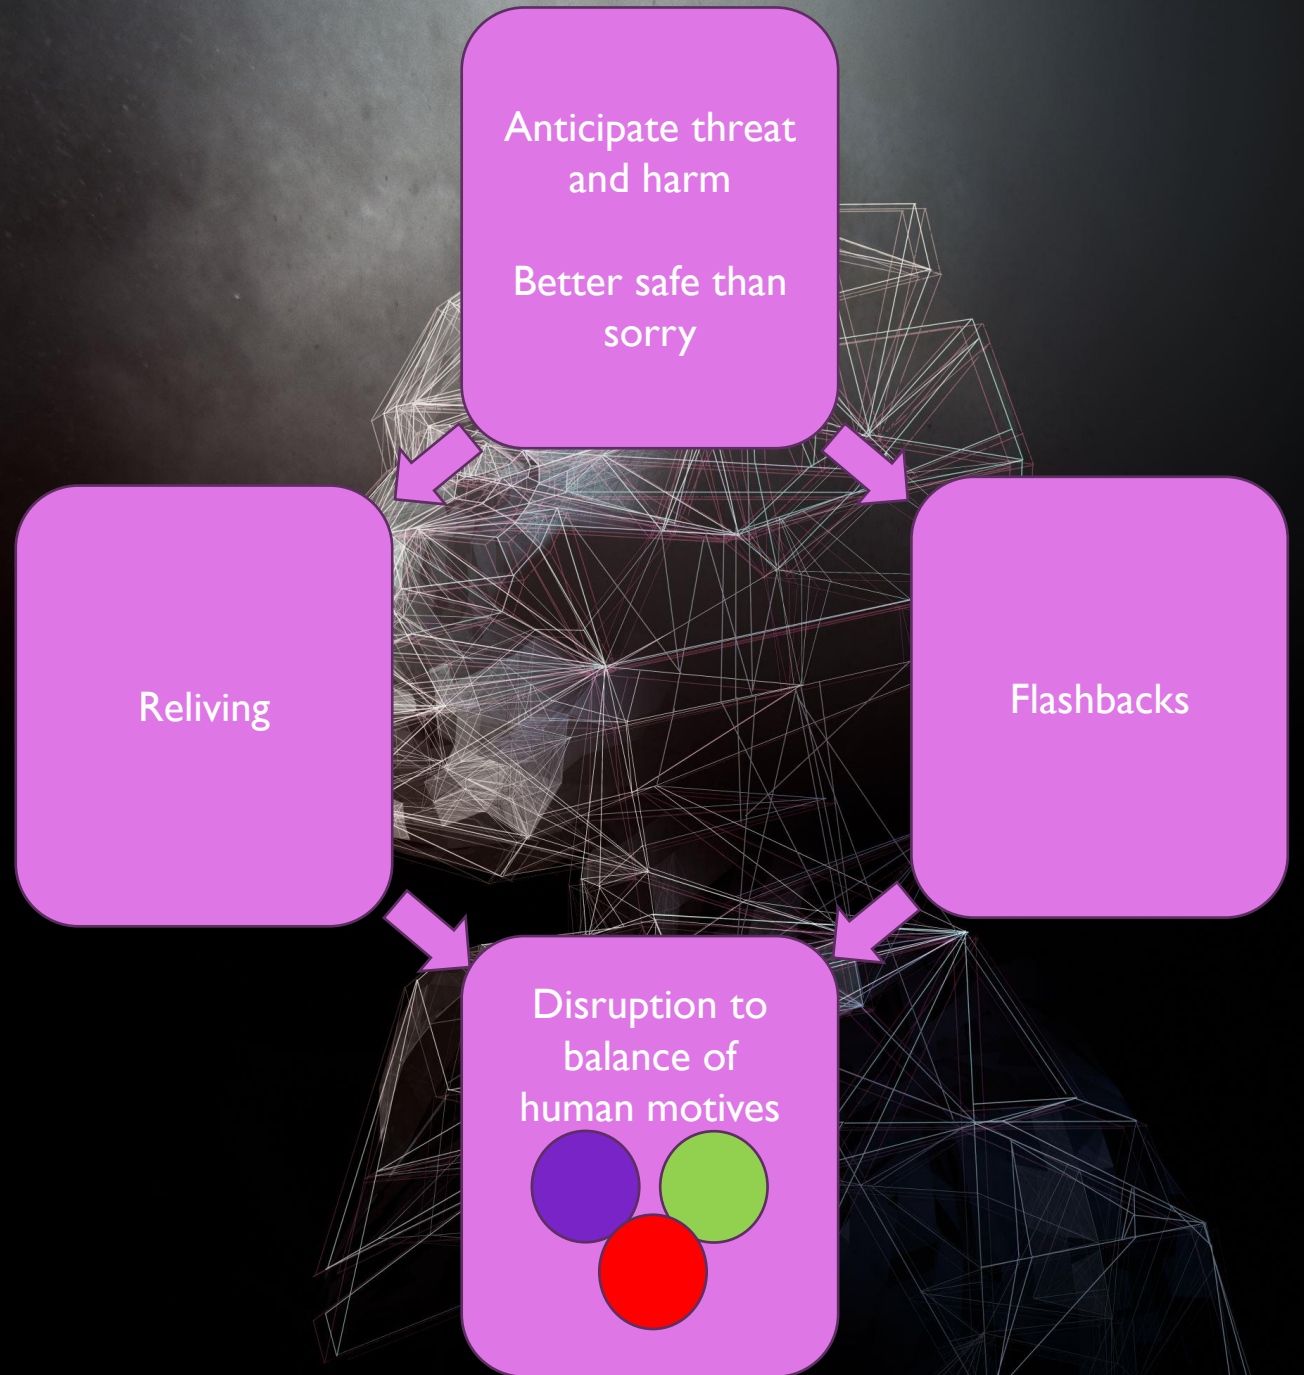 Anticipate threat
and harm
Better safe than
sorry
Reliving
Flashbacks
Disruption to
balance of
human motives